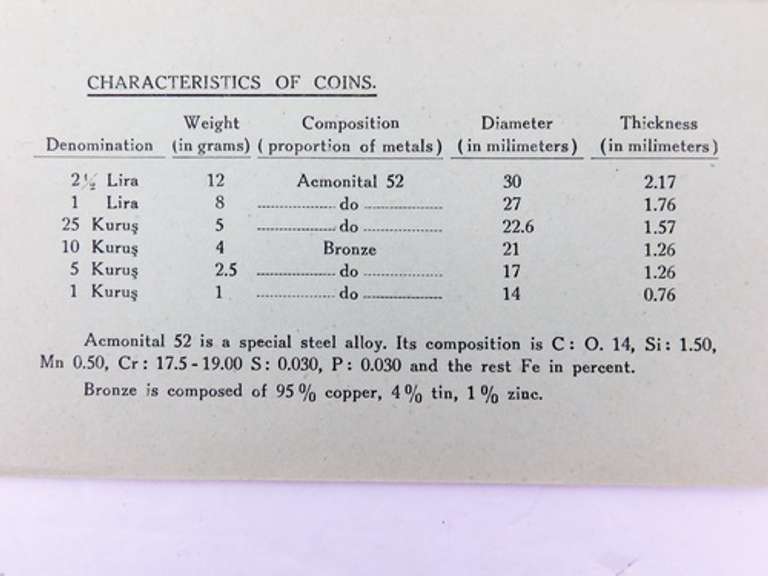 CHARACTERISTICS OF COINS.
Weight Composition Diameter Thickness
Denomination (in grams) ( proportion of metals) (in milimeters) (in milimeters)
2½ Lira 12 Acmonital 52 30 2.17
1 Lira 8 do 27 1.76
25 Kuruş 5 do 22.6 1.57
10 Kuruş 4 Bronze 21 1.26
5 Kuruş 2.5 do 17 1.26
1 Kuruş 1 do 14 0.76
Acmonital 52 is a special steel alloy. Its composition is C: O. 14, Si: 1.50,
Mn 0.50, Cr: 17.5-19.00 S: 0.030, P: 0.030 and the rest Fe in percent.
Bronze is composed of 95% copper, 4% tin, 1% zinc.